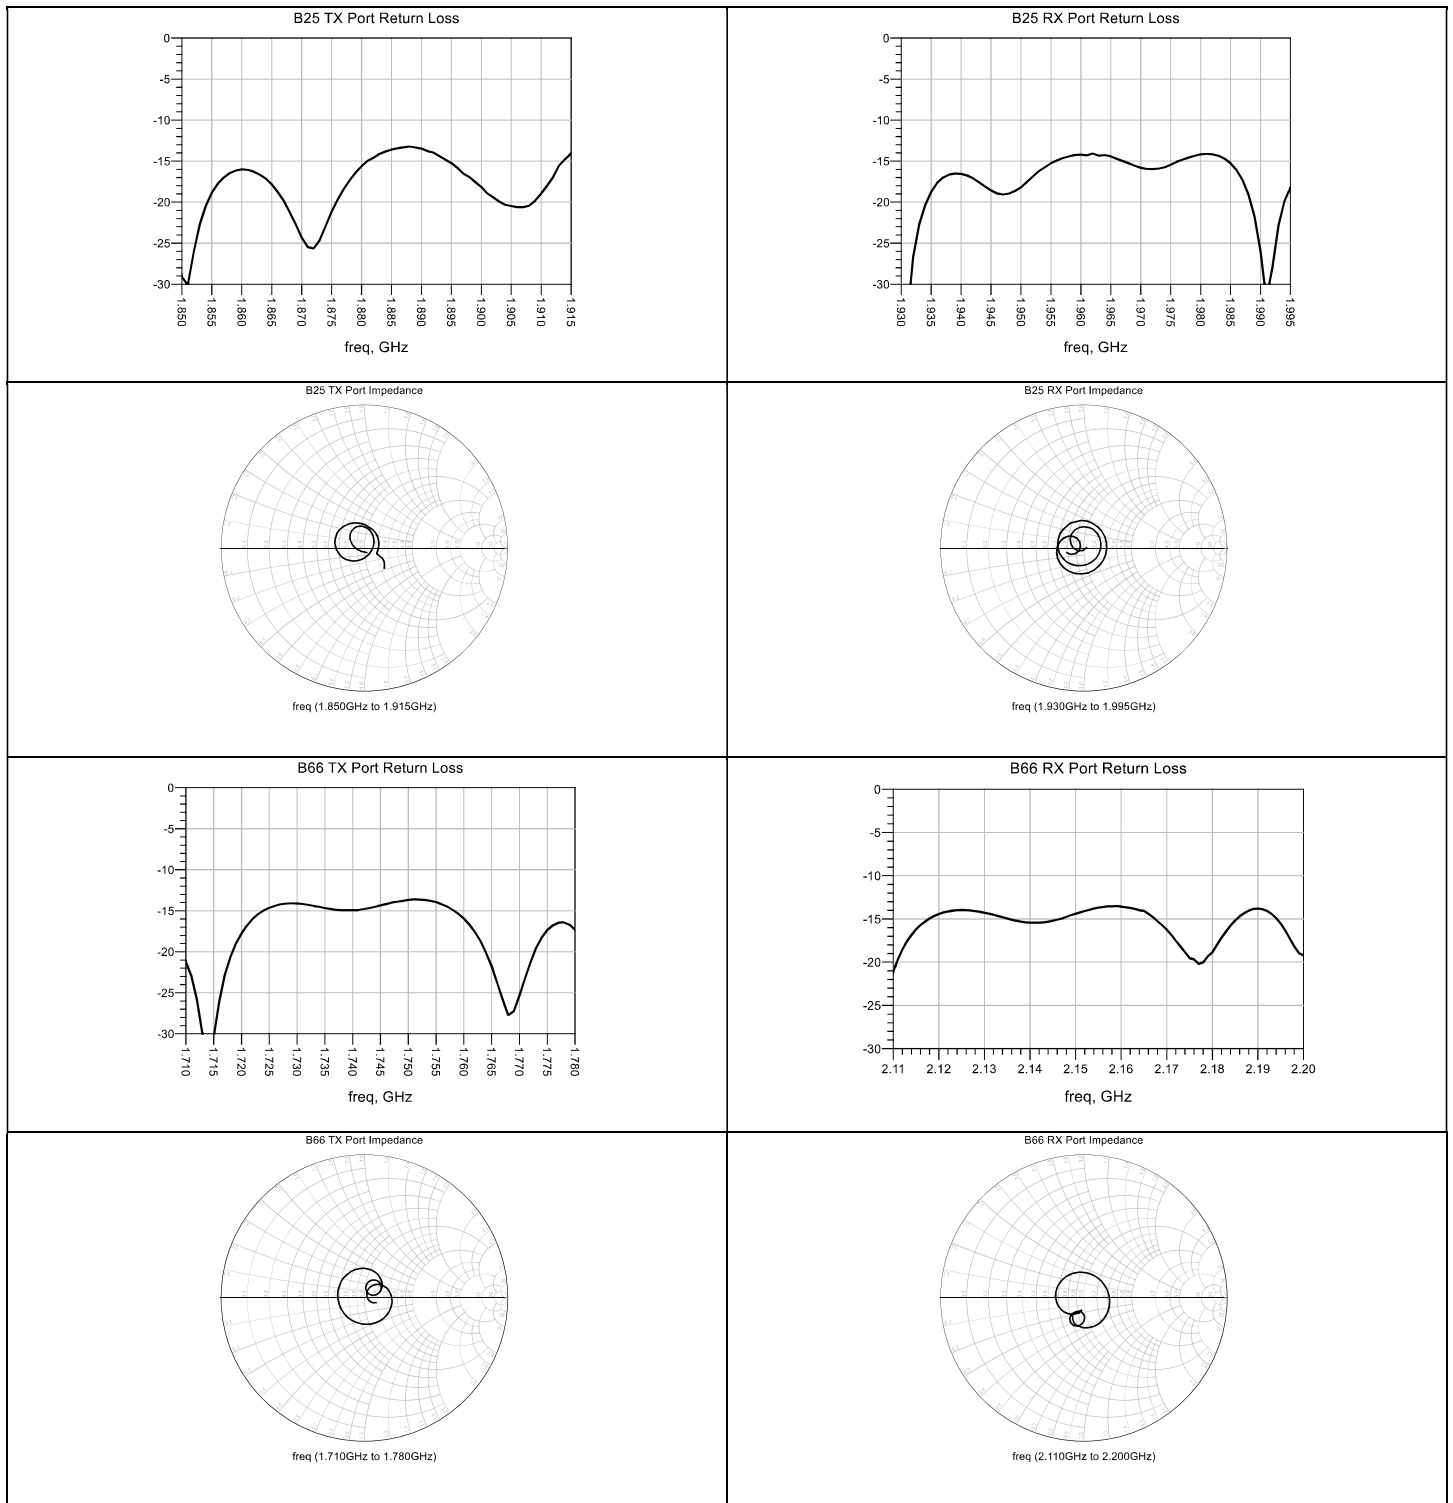 B25 TX Port Return Loss
0
-5
-10
-15
-20
-25
-30
1.850 1.855 1.860 1.865 1.870 1.875 1.880 1.885 1.890 1.895 1.900 1.905 1.910 1.915
freq, GHz
B25 RX Port Return Loss
0
-5
-10
-15
-20
-25
-30
1.930 1.935 1.940 1.945 1.950 1.955 1.960 1.965 1.970 1.975 1.980 1.985 1.990 1.995
freq, GHz
B25 TX Port Impedance
freq (1.850GHz to 1.915GHz)
B25 RX Port Impedance
freq (1.930GHz to 1.995GHz)
B66 TX Port Return Loss
0
-5
-10
-15
-20
-25
-30
1.710 1.715 1.720 1.725 1.730 1.735 1.740 1.745 1.750 1.755 1.760 1.765 1.770 1.775 1.780
freq, GHz
B66 RX Port Return Loss
0
-5
-10
-15
-20
-25
-30
2.11 2.12 2.13 2.14 2.15 2.16 2.17 2.18 2.19 2.20
freq, GHz
B66 TX Port Impedance
freq (1.710GHz to 1.780GHz)
B66 RX Port Impedance
freq (2.110GHz to 2.200GHz)